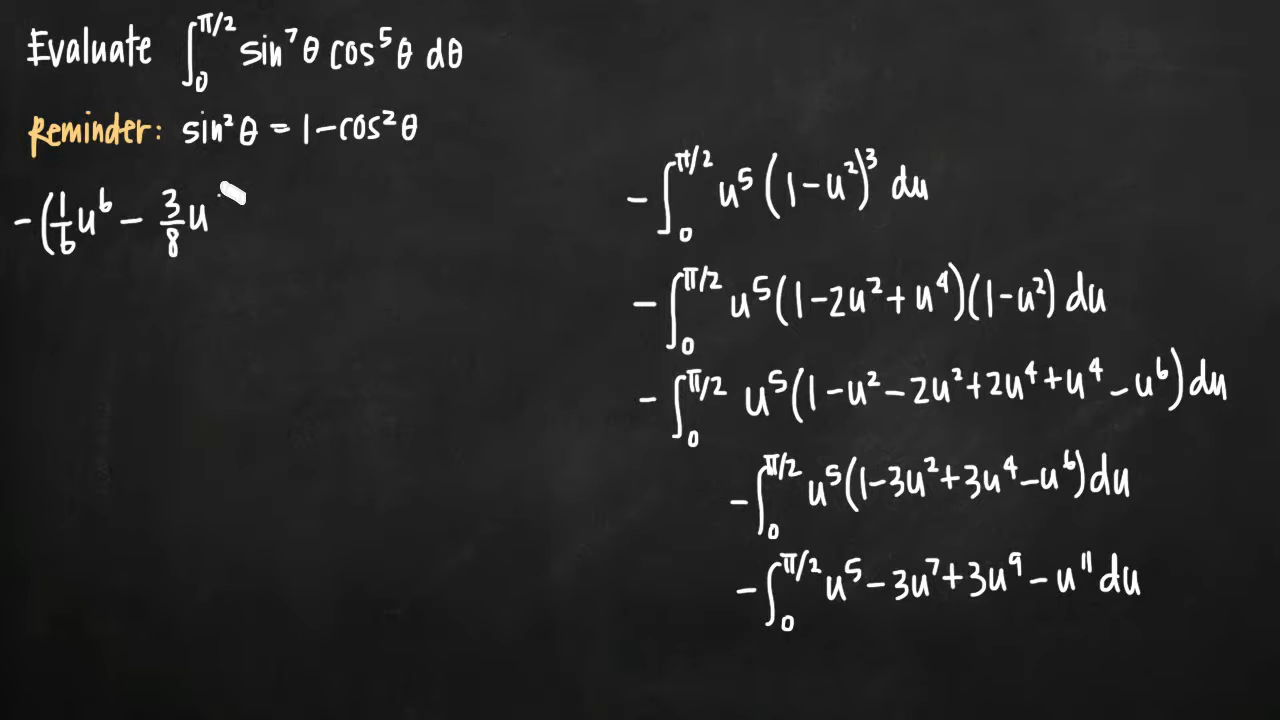 Evaluate ∫₀^π/2 sin⁷θ cos⁵θ dθ
Reminder: sin²θ = 1 - cos²θ
-(1/6 u⁶ - 3/8 u
-∫₀^π/2 u⁵(1-u²)³ du
-∫₀^π/2 u⁵(1-2u²+u⁴)(1-u²) du
-∫₀^π/2 u⁵(1-u²-2u²+2u⁴+u⁴-u⁶) du
-∫₀^π/2 u⁵(1-3u²+3u⁴-u⁶) du
-∫₀^π/2 u⁵-3u⁷+3u⁹-u¹¹ du